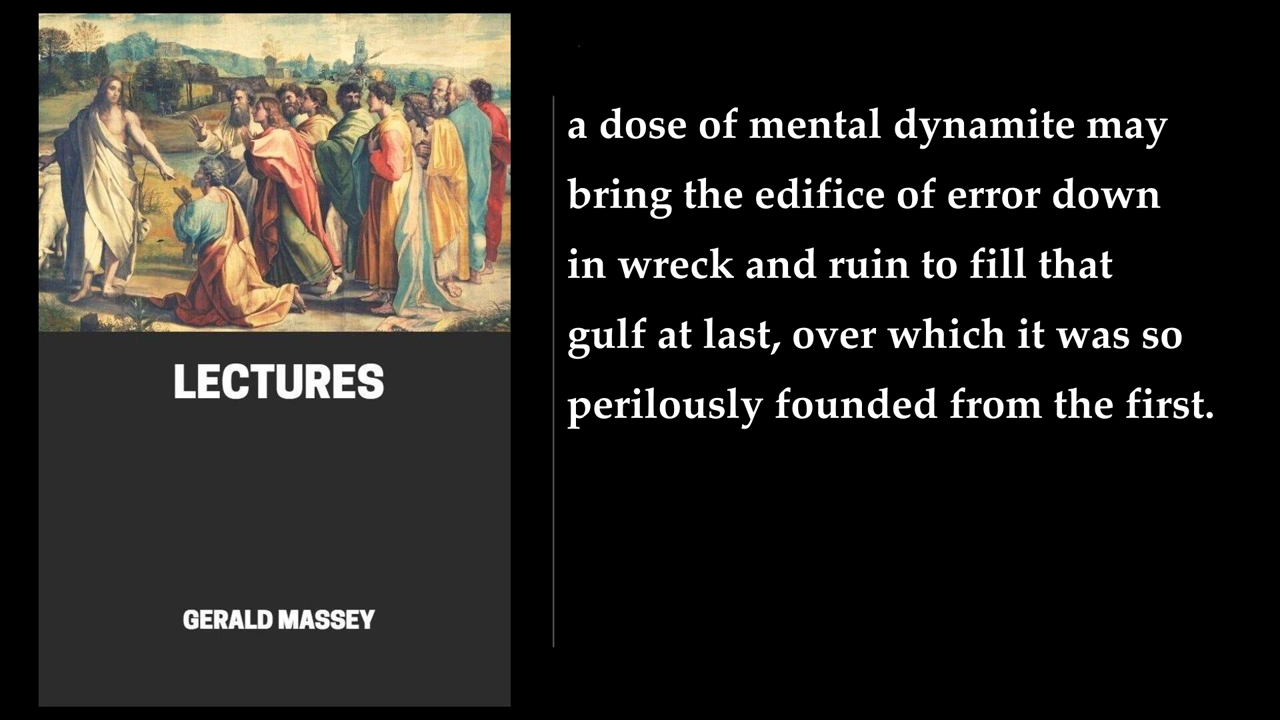 LECTURES
GERALD MASSEY
a dose of mental dynamite may
bring the edifice of error down
in wreck and ruin to fill that
gulf at last, over which it was so
perilously founded from the first.